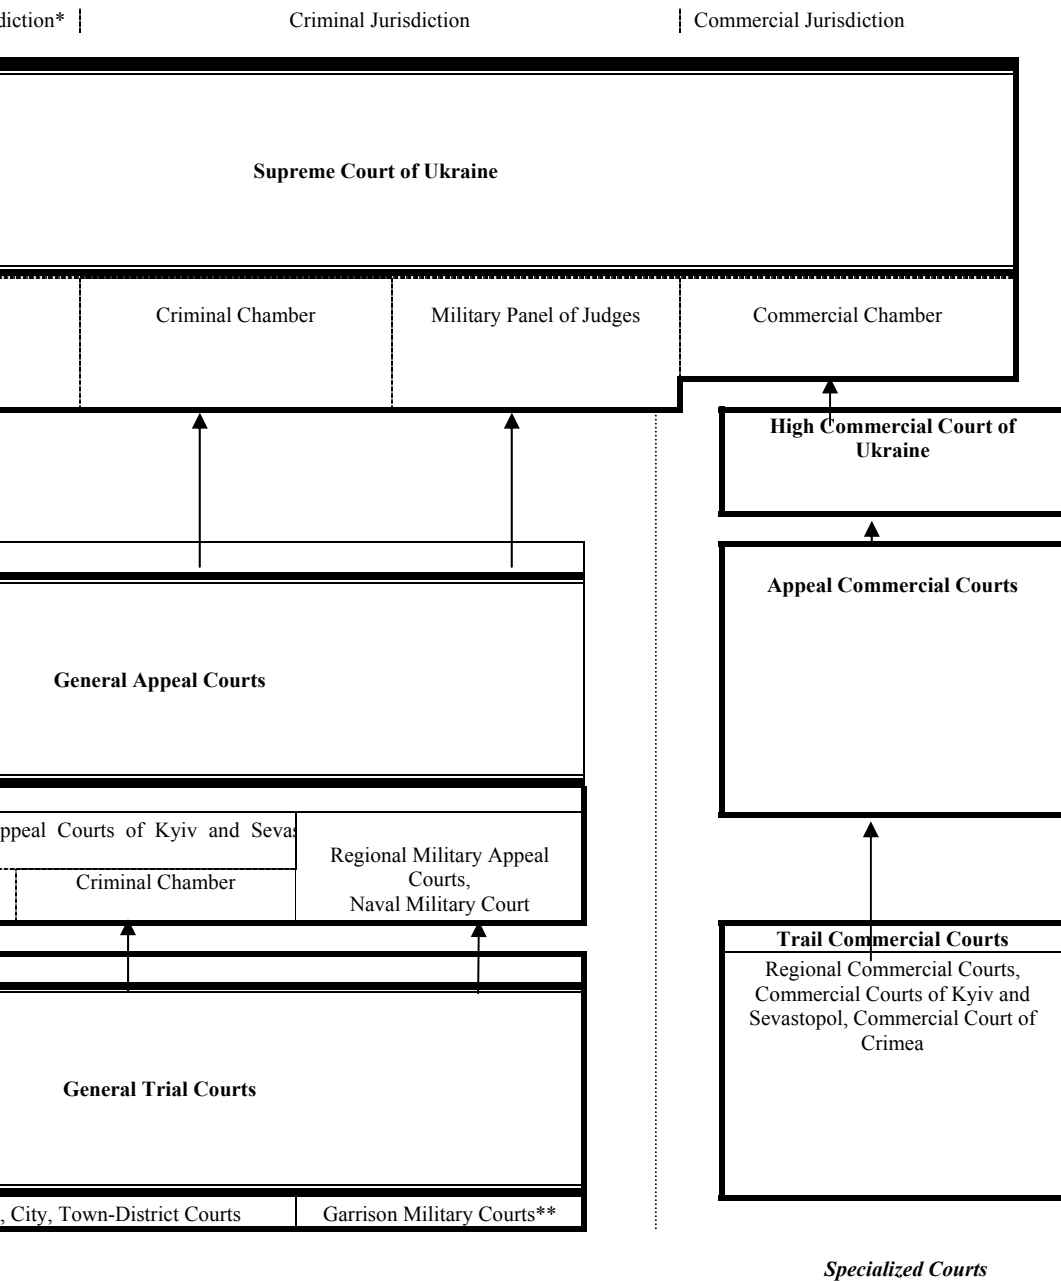 diction*
Criminal Jurisdiction
Commercial Jurisdiction
Supreme Court of Ukraine
Criminal Chamber
Military Panel of Judges
Commercial Chamber
High Commercial Court of
Ukraine
Appeal Commercial Courts
General Appeal Courts
ppeal Courts of Kyiv and Sevas
Criminal Chamber
Regional Military Appeal
Courts,
Naval Military Court
Trail Commercial Courts
Regional Commercial Courts,
Commercial Courts of Kyiv and
Sevastopol, Commercial Court of
Crimea
General Trial Courts
, City, Town-District Courts
Garrison Military Courts**
Specialized Courts